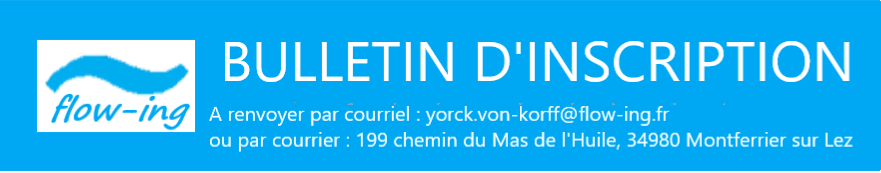 flow-ing
BULLETIN D'INSCRIPTION
A renvoyer par courriel : yorck.von-korff@flow-ing.fr
ou par courrier : 199 chemin du Mas de l'Huile, 34980 Montferrier sur Lez